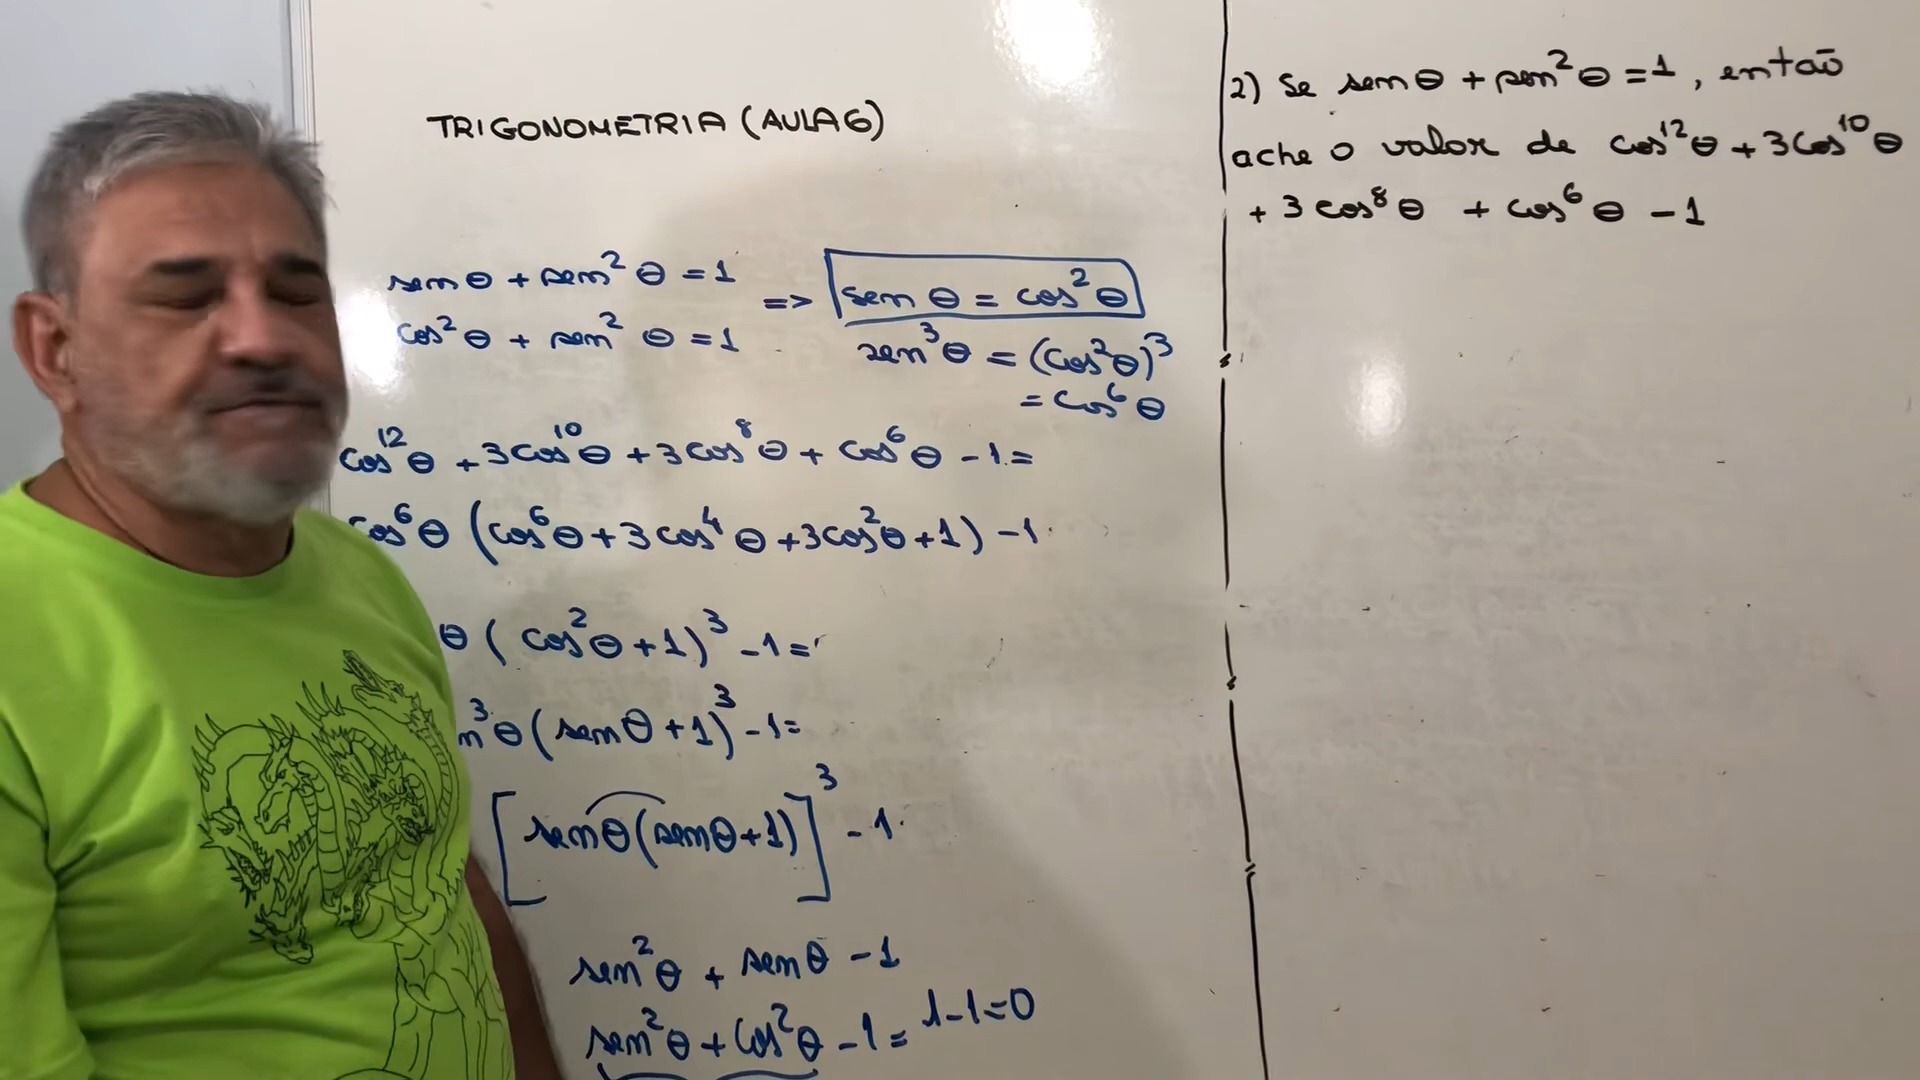 TRIGONOMETRIA (AULA 6)
sen θ + sen² θ = 1
cos² θ + sen² θ = 1
=> sen θ = cos² θ
sen³ θ = (cos² θ)³
= cos⁶ θ
cos¹² θ + 3cos¹⁰ θ + 3cos⁸ θ + cos⁶ θ - 1 =
cos⁶ θ (cos⁶ θ + 3cos⁴ θ + 3cos² θ + 1) - 1
θ (cos² θ + 1)³ - 1 =
n³ θ (sen θ + 1)³ - 1 =
[sen θ (sen θ + 1)]³ - 1
sen² θ + sen θ - 1
sen² θ + cos² θ - 1 = 1 - 1 = 0
2) Se sen θ + sen² θ = 1, então
ache o valor de cos¹² θ + 3cos¹⁰ θ
+ 3 cos⁸ θ + cos⁶ θ - 1